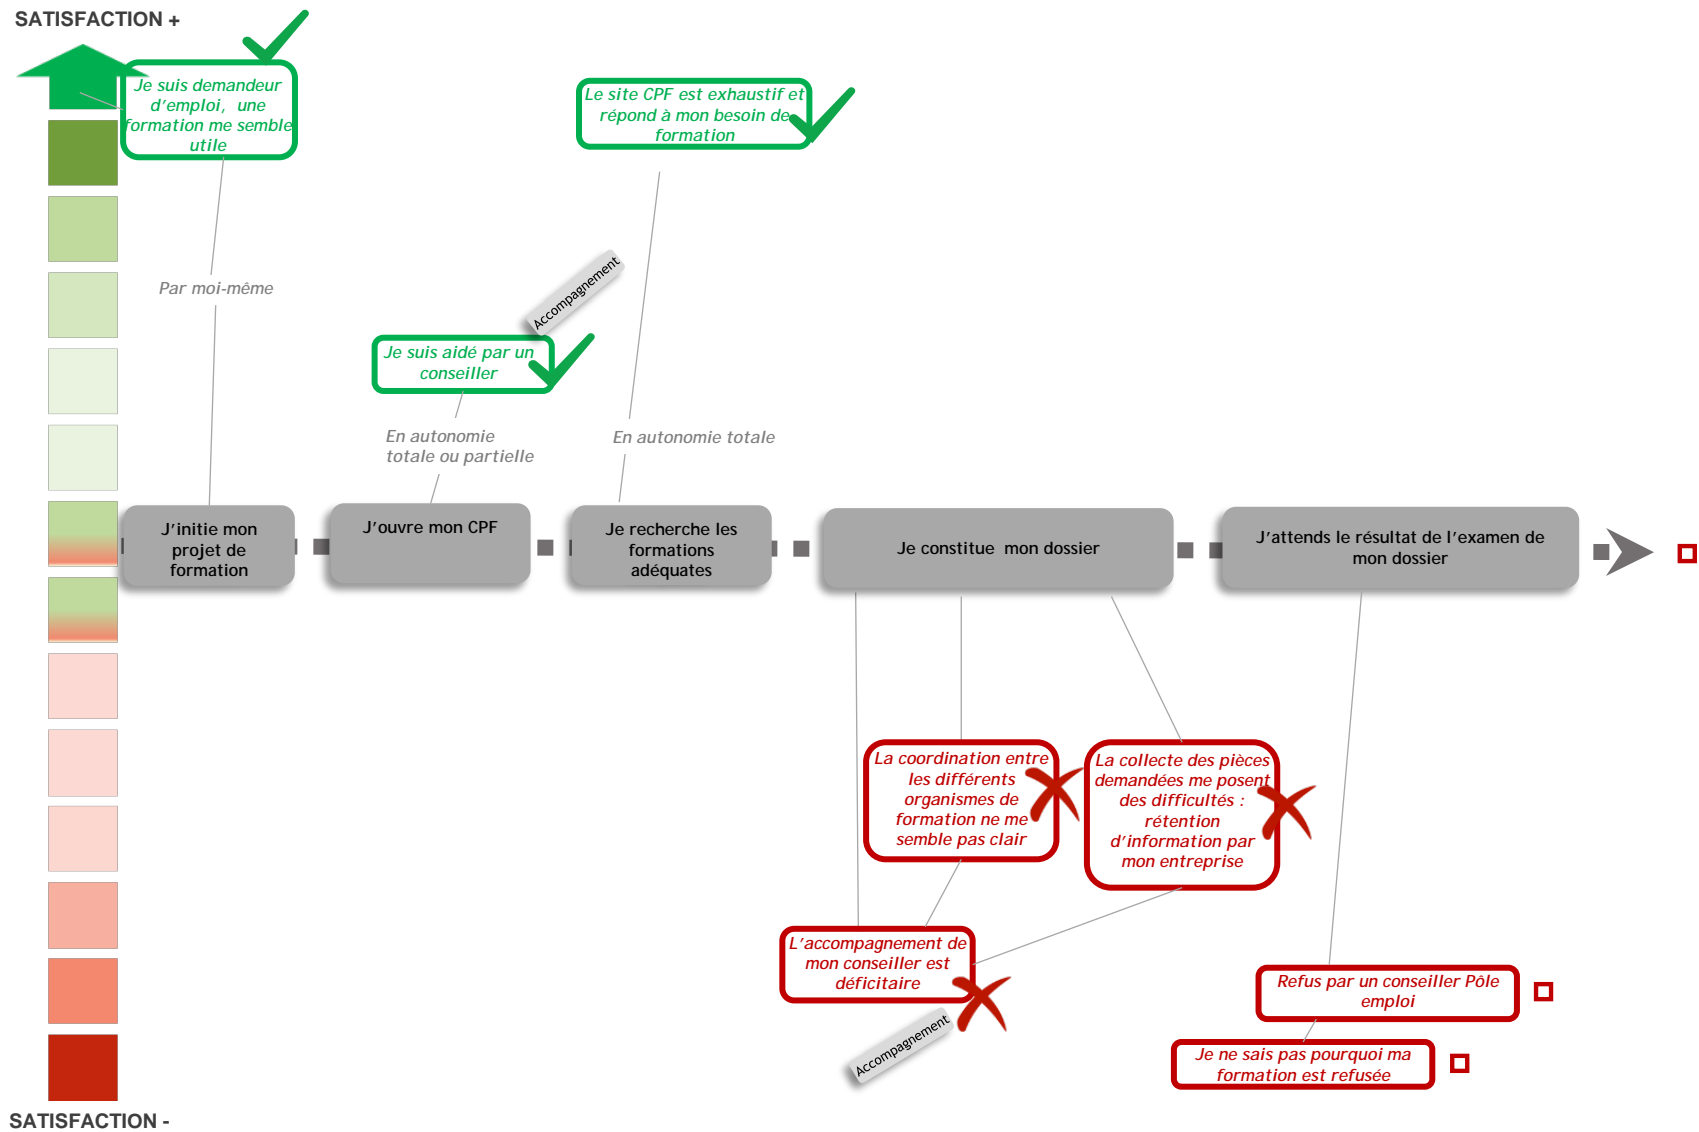 SATISFACTION +
Je suis demandeur
d'emploi, une
formation me semble
utile
Le site CPF est exhaustif et
répond à mon besoin de
formation
Par moi-même
Accompagnement
Je suis aidé par un
conseiller
En autonomie
totale ou partielle
En autonomie totale
J'initie mon
projet de
formation
J'ouvre mon CPF
Je recherche les
formations
adéquates
Je constitue mon dossier
J'attends le résultat de l'examen de
mon dossier
La coordination entre
les différents
organismes de
formation ne me
semble pas clair
La collecte des pièces
demandées me posent
des difficultés :
rétention
d'information par
mon entreprise
L'accompagnement de
mon conseiller est
déficitaire
Accompagnement
Refus par un conseiller Pôle
emploi
Je ne sais pas pourquoi ma
formation est refusée
SATISFACTION -